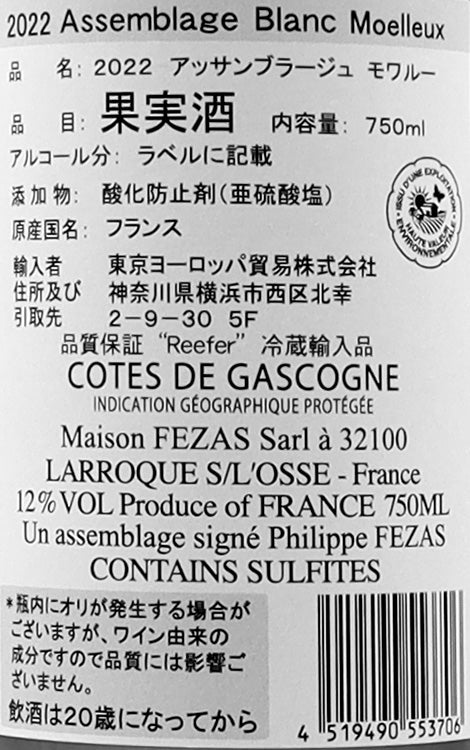 2022 Assemblage Blanc Moelleux
品　名: 2022 アッサンブラージュ モワルー
品　目: 果実酒　内容量: 750ml
アルコール分: ラベルに記載
添加物: 酸化防止剤(亜硫酸塩)
原産国名: フランス
輸入者　東京ヨーロッパ貿易株式会社
住所及び　神奈川県横浜市西区北幸
引取先　2-9-30 5F
品質保証 “Reefer” 冷蔵輸入品
ISSU D'UNE EXPLOITATION
HAUTE VALEUR
ENVIRONNEMENTALE
COTES DE GASCOGNE
INDICATION GÉOGRAPHIQUE PROTÉGÉE
Maison FEZAS Sarl à 32100
LARROQUE S/L'OSSE - France
12% VOL Produce of FRANCE 750ML
Un assemblage signé Philippe FEZAS
CONTAINS SULFITES
*瓶内にオリが発生する場合が
ございますが、ワイン由来の
成分ですので品質には影響ご
ざいません。
飲酒は20歳になってから
4 519490 553706